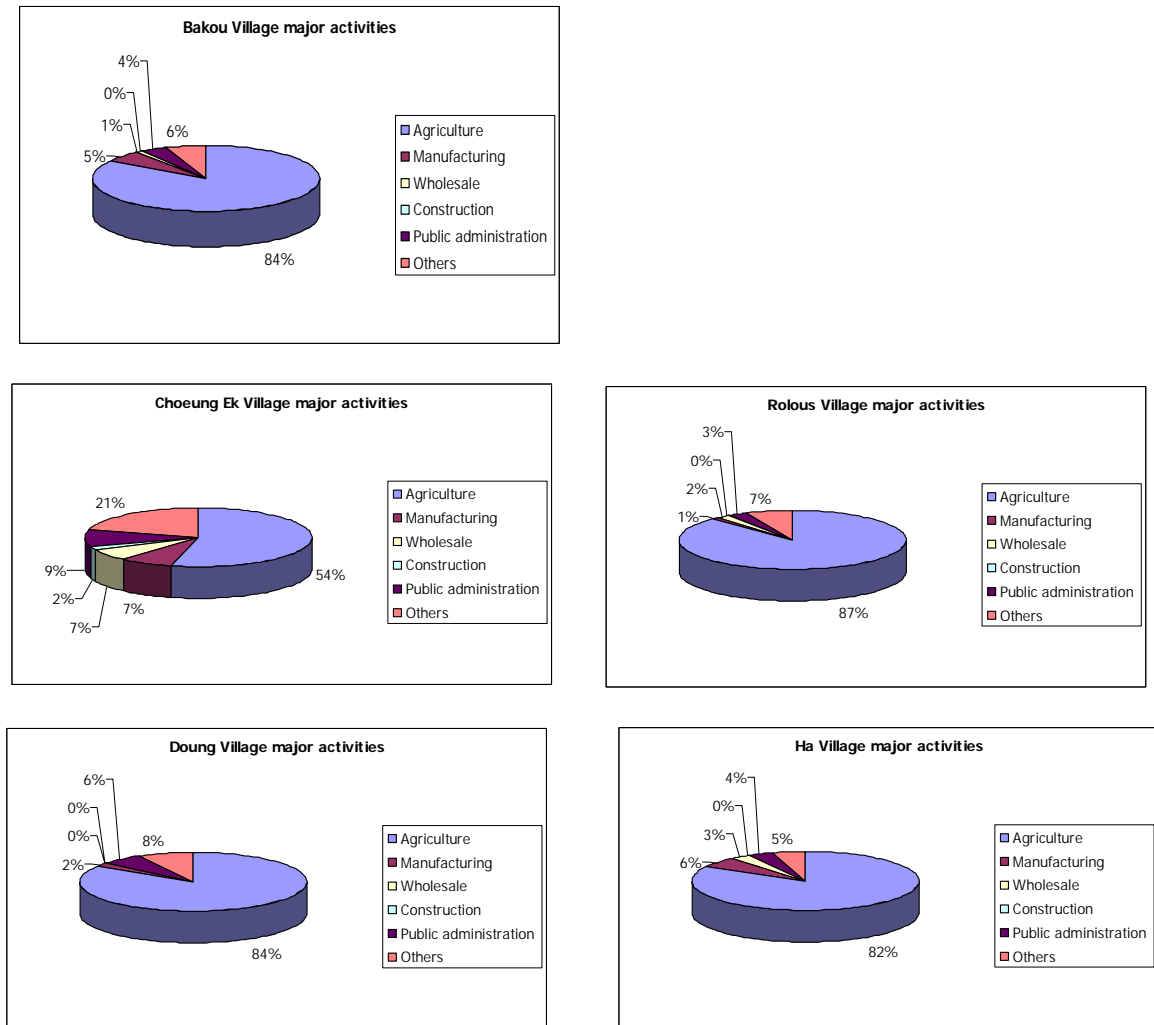 Bakou Village major activities
4%
0%
1%
5%
6%
84%
Agriculture
Manufacturing
Wholesale
Construction
Public administration
Others
Choeung Ek Village major activities
21%
9%
2%
7%
7%
54%
Agriculture
Manufacturing
Wholesale
Construction
Public administration
Others
Rolous Village major activities
3%
0%
2%
1%
7%
87%
Agriculture
Manufacturing
Wholesale
Construction
Public administration
Others
Doung Village major activities
6%
0%
0%
2%
8%
84%
Agriculture
Manufacturing
Wholesale
Construction
Public administration
Others
Ha Village major activities
4%
0%
3%
6%
5%
82%
Agriculture
Manufacturing
Wholesale
Construction
Public administration
Others